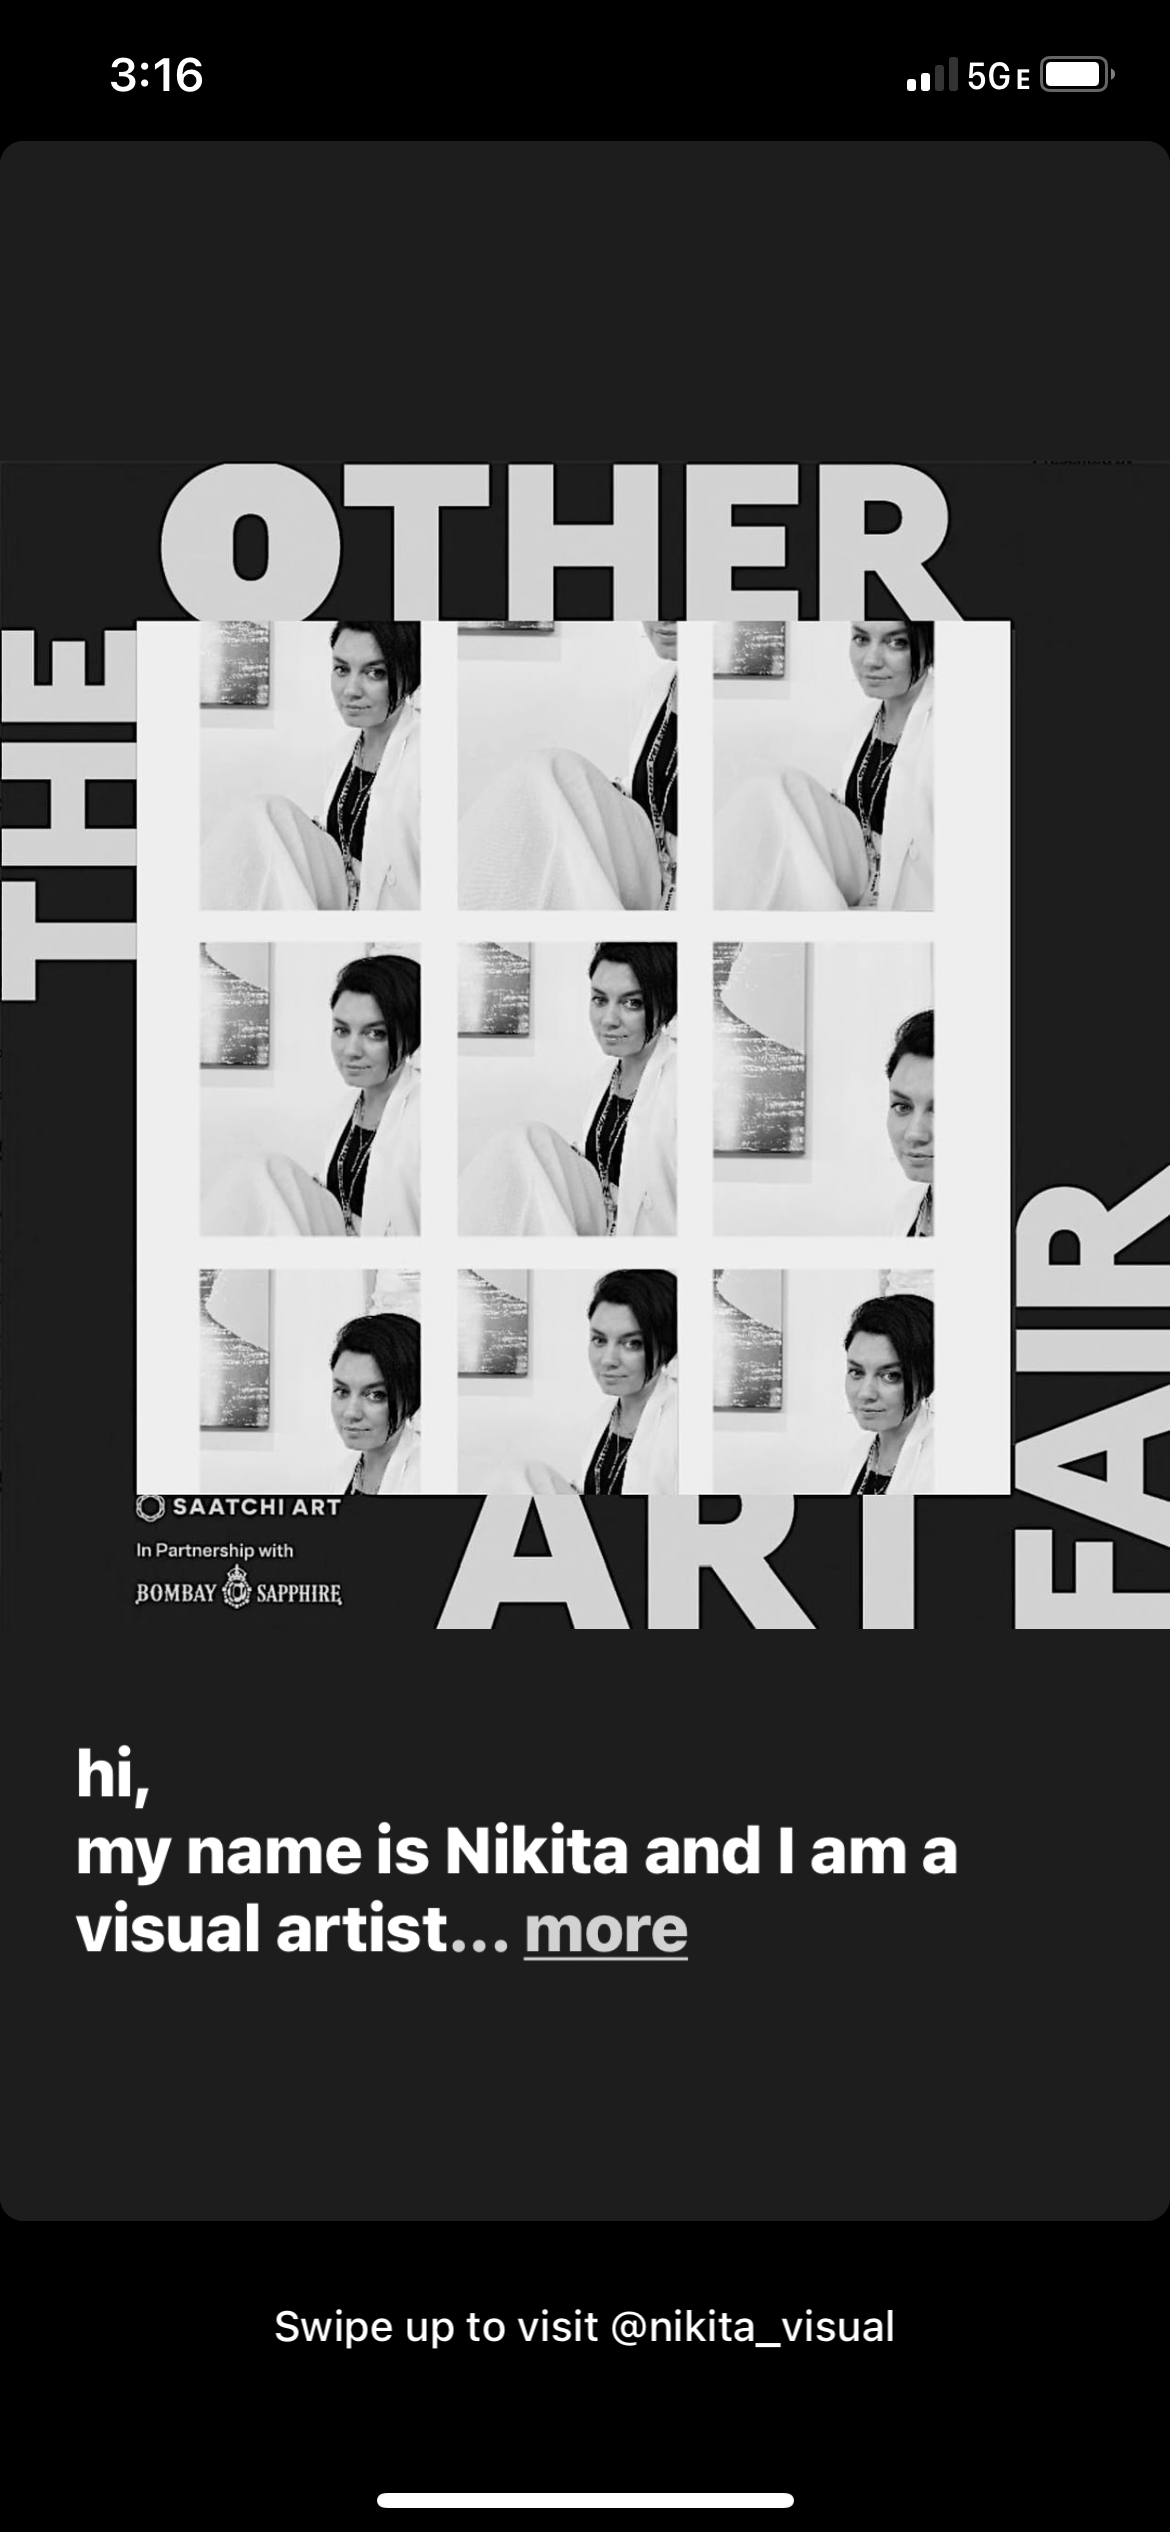 3:16
5GE
THE
OTHER
ART
FAIR
SAATCHI ART
In Partnership with
BOMBAY SAPPHIRE
hi,
my name is Nikita and I am a
visual artist... more
Swipe up to visit @nikita_visual